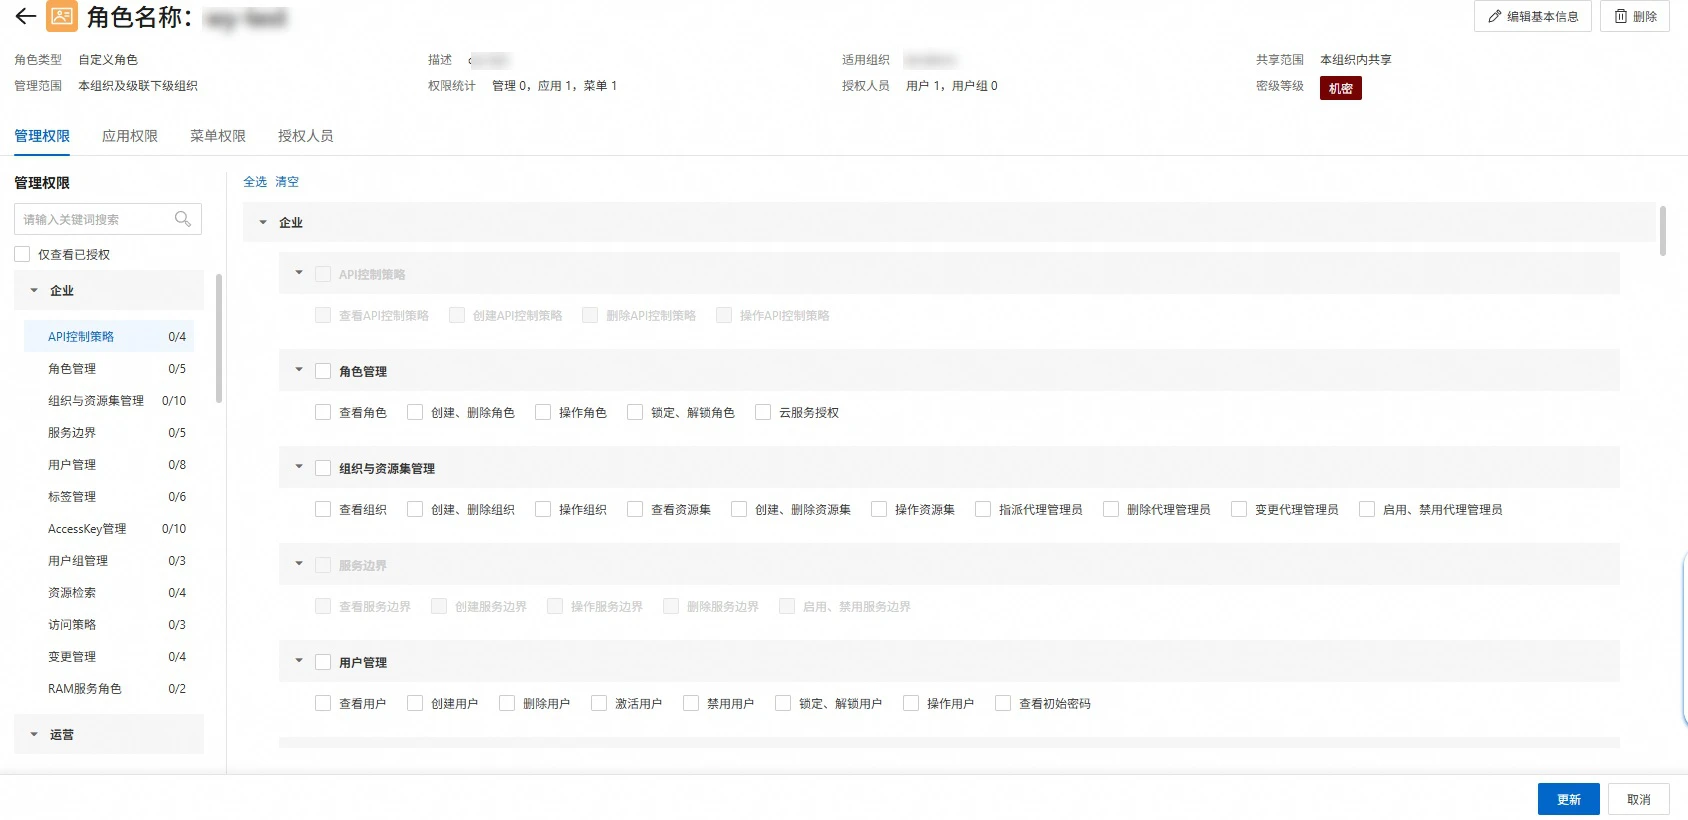 角色名称：
编辑基本信息 删除
角色类型 自定义角色 描述 适用组织 共享范围 本组织内共享
管理范围 本组织及级联下级组织 权限统计 管理 0，应用 1，菜单 1 授权人员 用户 1，用户组 0 密级等级 机密
管理权限 应用权限 菜单权限 授权人员
管理权限
请输入关键词搜索
仅查看已授权
企业
API控制策略 0/4
角色管理 0/5
组织与资源集管理 0/10
服务边界 0/5
用户管理 0/8
标签管理 0/6
AccessKey管理 0/10
用户组管理 0/3
资源检索 0/4
访问策略 0/3
变更管理 0/4
RAM服务角色 0/2
运营
全选 清空
企业
API控制策略
查看API控制策略 创建API控制策略 删除API控制策略 操作API控制策略
角色管理
查看角色 创建、删除角色 操作角色 锁定、解锁角色 云服务授权
组织与资源集管理
查看组织 创建、删除组织 操作组织 查看资源集 创建、删除资源集 操作资源集 指派代理管理员 删除代理管理员 变更代理管理员 启用、禁用代理管理员
服务边界
查看服务边界 创建服务边界 操作服务边界 删除服务边界 启用、禁用服务边界
用户管理
查看用户 创建用户 删除用户 激活用户 禁用用户 锁定、解锁用户 操作用户 查看初始密码
更新 取消